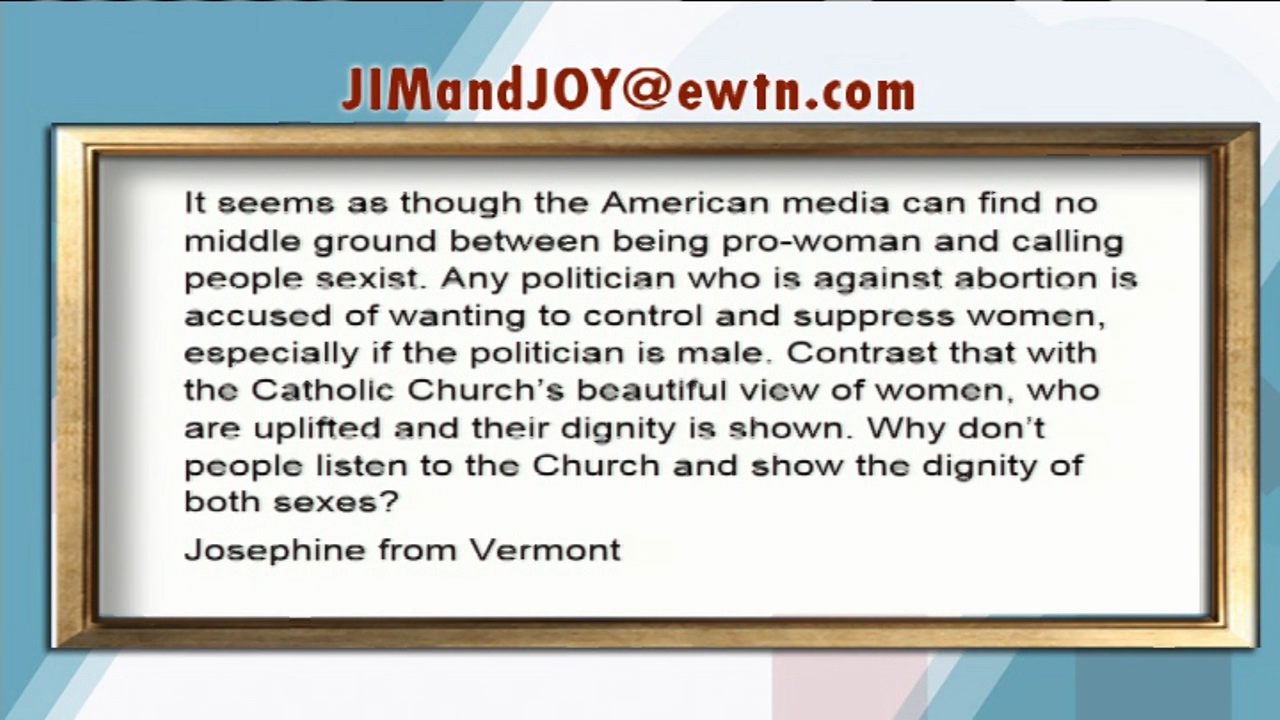 JIMandJOY@ewtn.com
It seems as though the American media can find no
middle ground between being pro-woman and calling
people sexist. Any politician who is against abortion is
accused of wanting to control and suppress women,
especially if the politician is male. Contrast that with
the Catholic Church's beautiful view of women, who
are uplifted and their dignity is shown. Why don't
people listen to the Church and show the dignity of
both sexes?
Josephine from Vermont